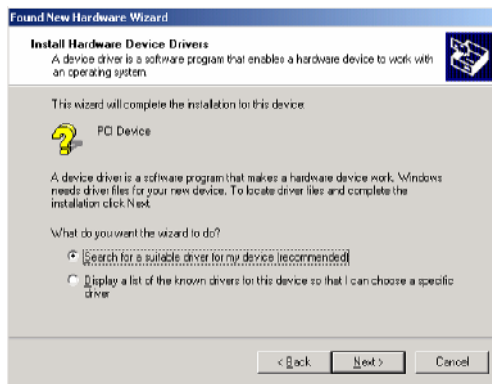 Found New Hardware Wizard
Install Hardware Device Drivers
A device driver is a software program that enables a hardware device to work with
an operating system.
This wizard will complete the installation for this device:
PCI Device
A device driver is a software program that makes a hardware device work. Windows
needs driver files for your new device. To locate driver files and complete the
installation click Next.
What do you want the wizard to do?
Search for a suitable driver for my device (recommended)
Display a list of the known drivers for this device so that I can choose a specific
driver
< Back
Next >
Cancel